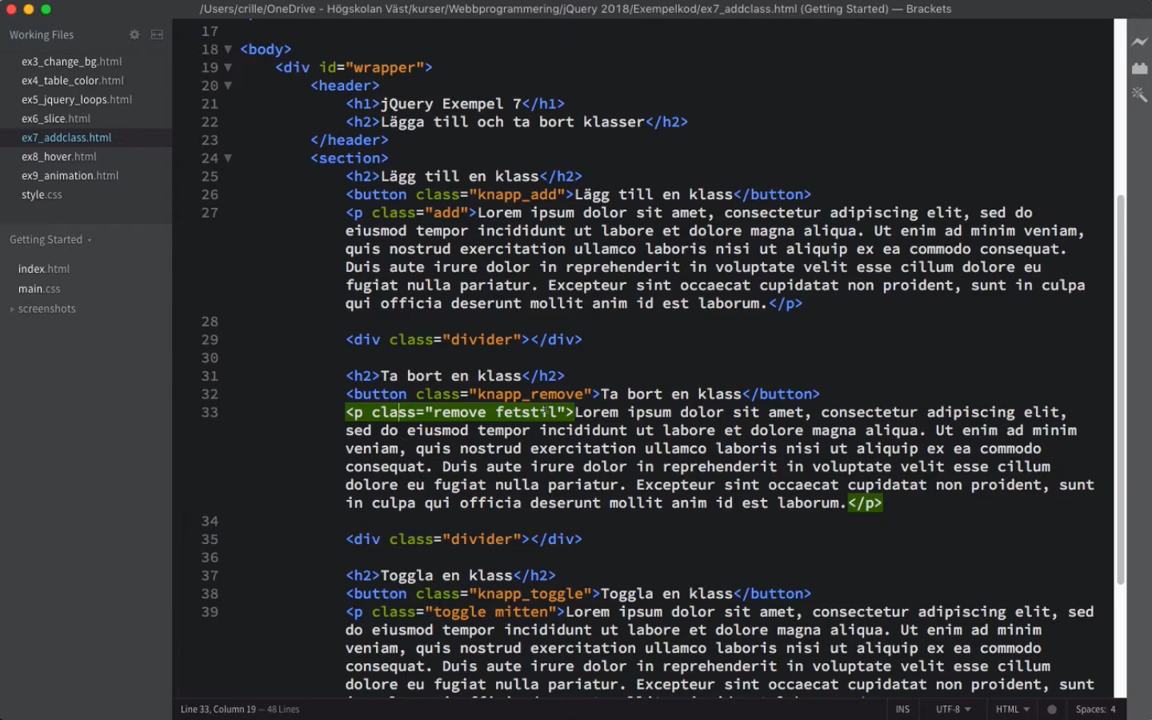 /Users/crille/OneDrive - Högskolan Väst/kurser/Webbprogrammering/jQuery 2018/Exempelkod/ex7_addclass.html (Getting Started) — Brackets
Working Files
ex3_change_bg.html
ex4_table_color.html
ex5_jquery_loops.html
ex6_slice.html
ex7_addclass.html
ex8_hover.html
ex9_animation.html
style.css
Getting Started
index.html
main.css
screenshots
17
18 <body>
19 <div id="wrapper">
20 <header>
21 <h1>jQuery Exempel 7</h1>
22 <h2>Lägga till och ta bort klasser</h2>
23 </header>
24 <section>
25 <h2>Lägg till en klass</h2>
26 <button class="knapp_add">Lägg till en klass</button>
27 <p class="add">Lorem ipsum dolor sit amet, consectetur adipiscing elit, sed do
eiusmod tempor incididunt ut labore et dolore magna aliqua. Ut enim ad minim veniam,
quis nostrud exercitation ullamco laboris nisi ut aliquip ex ea commodo consequat.
Duis aute irure dolor in reprehenderit in voluptate velit esse cillum dolore eu
fugiat nulla pariatur. Excepteur sint occaecat cupidatat non proident, sunt in culpa
qui officia deserunt mollit anim id est laborum.</p>
28
29 <div class="divider"></div>
30
31 <h2>Ta bort en klass</h2>
32 <button class="knapp_remove">Ta bort en klass</button>
33 <p class="remove fetstil">Lorem ipsum dolor sit amet, consectetur adipiscing elit,
sed do eiusmod tempor incididunt ut labore et dolore magna aliqua. Ut enim ad minim
veniam, quis nostrud exercitation ullamco laboris nisi ut aliquip ex ea commodo
consequat. Duis aute irure dolor in reprehenderit in voluptate velit esse cillum
dolore eu fugiat nulla pariatur. Excepteur sint occaecat cupidatat non proident, sunt
in culpa qui officia deserunt mollit anim id est laborum.</p>
34
35 <div class="divider"></div>
36
37 <h2>Toggla en klass</h2>
38 <button class="knapp_toggle">Toggla en klass</button>
39 <p class="toggle mitten">Lorem ipsum dolor sit amet, consectetur adipiscing elit, sed
do eiusmod tempor incididunt ut labore et dolore magna aliqua. Ut enim ad minim
veniam, quis nostrud exercitation ullamco laboris nisi ut aliquip ex ea commodo
consequat. Duis aute irure dolor in reprehenderit in voluptate velit esse cillum
dolore eu fugiat nulla pariatur. Excepteur sint occaecat cupidatat non proident, sunt
Line 33, Column 19 — 48 Lines
INS UTF-8 HTML Spaces: 4